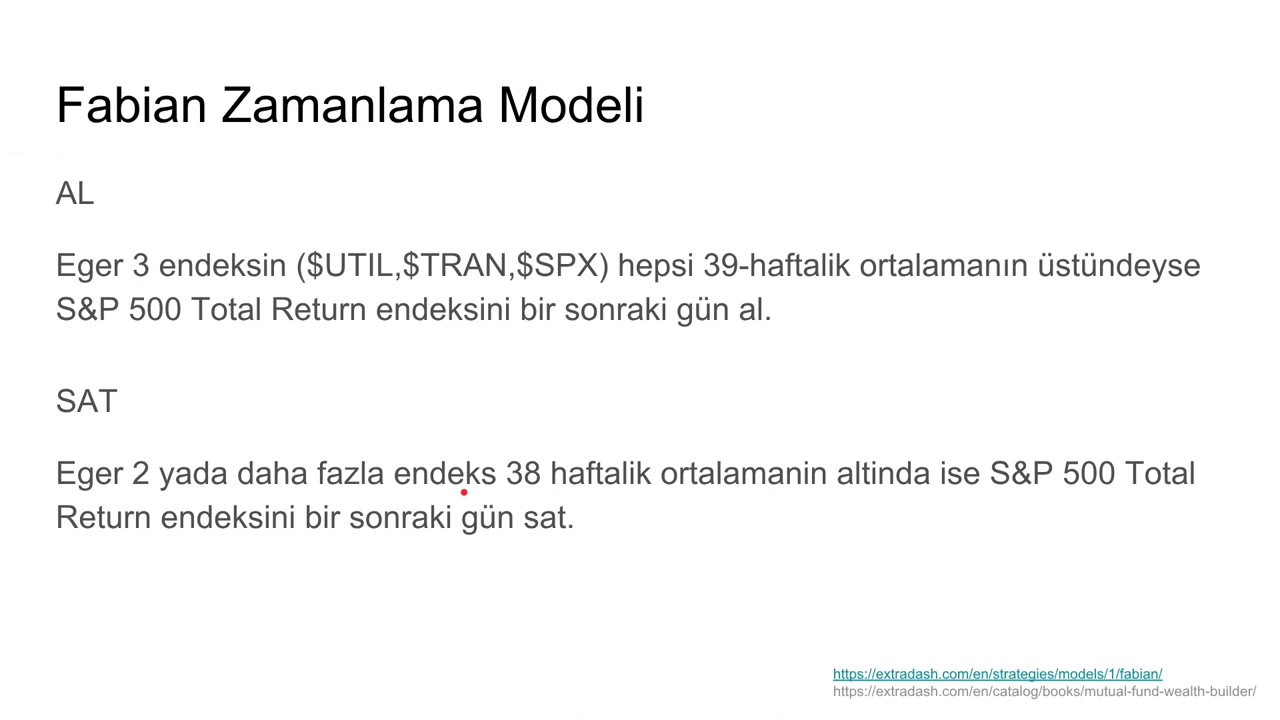 Fabian Zamanlama Modeli
AL
Eger 3 endeksin ($UTIL,$TRAN,$SPX) hepsi 39-haftalik ortalamanın üstündeyse
S&P 500 Total Return endeksini bir sonraki gün al.
SAT
Eger 2 yada daha fazla endeks 38 haftalik ortalamanin altinda ise S&P 500 Total
Return endeksini bir sonraki gün sat.
https://extradash.com/en/strategies/models/1/fabian/
https://extradash.com/en/catalog/books/mutual-fund-wealth-builder/